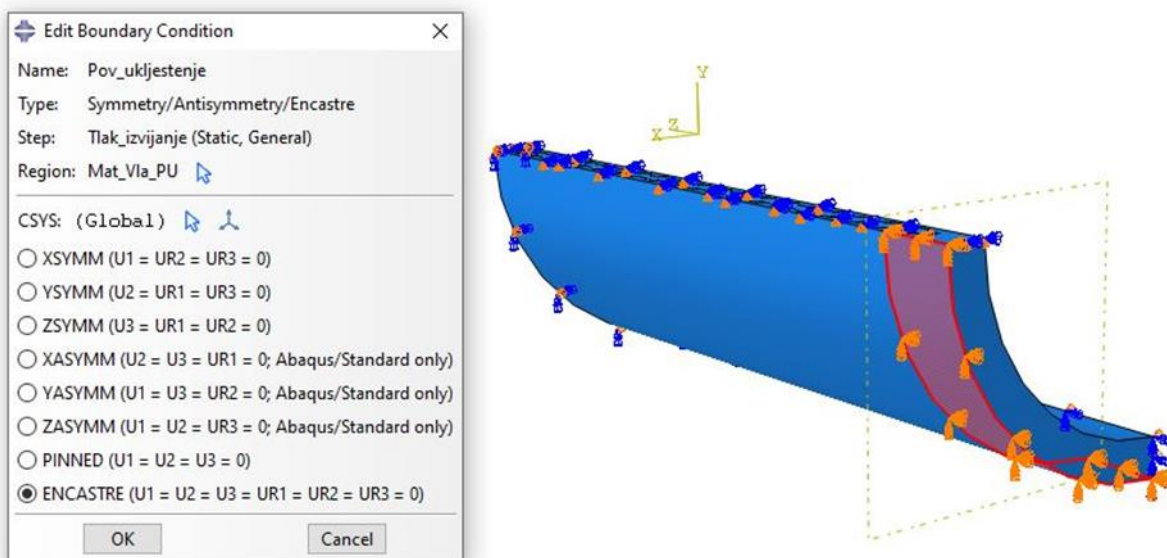 Edit Boundary Condition
Name: Pov_ukljestenje
Type: Symmetry/Antisymmetry/Encastre
Step: Tlak_izvijanje (Static, General)
Region: Mat_Vla_PU
CSYS: (Global)
XSYMM (U1 = UR2 = UR3 = 0)
YSYMM (U2 = UR1 = UR3 = 0)
ZSYMM (U3 = UR1 = UR2 = 0)
XASYMM (U2 = U3 = UR1 = 0; Abaqus/Standard only)
YASYMM (U1 = U3 = UR2 = 0; Abaqus/Standard only)
ZASYMM (U1 = U2 = UR3 = 0; Abaqus/Standard only)
PINNED (U1 = U2 = U3 = 0)
ENCASTRE (U1 = U2 = U3 = UR1 = UR2 = UR3 = 0)
OK Cancel
Y
X Z